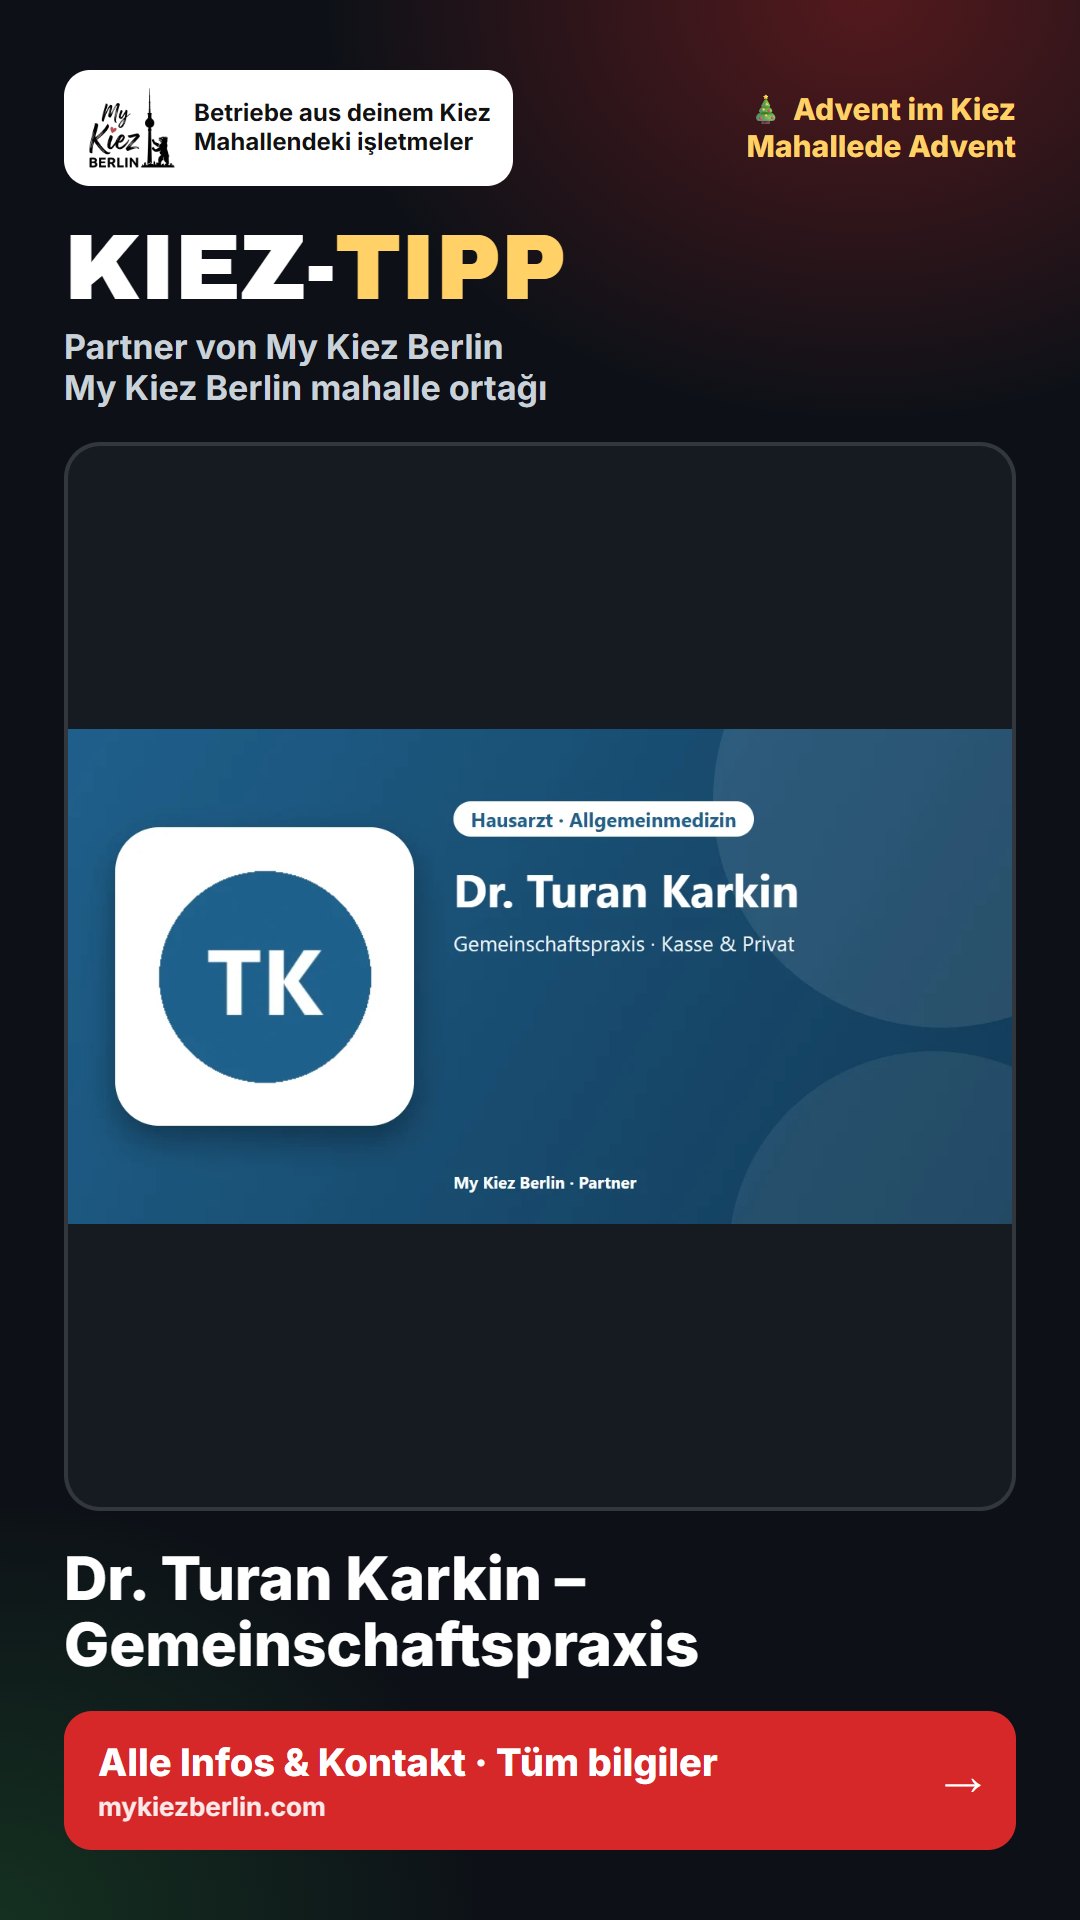 My
Kiez
BERLIN
Betriebe aus deinem Kiez
Mahallendeki işletmeler
🎄 Advent im Kiez
Mahallede Advent
KIEZ-TIPP
Partner von My Kiez Berlin
My Kiez Berlin mahalle ortağı
Hausarzt · Allgemeinmedizin
Dr. Turan Karkin
Gemeinschaftspraxis · Kasse & Privat
TK
My Kiez Berlin · Partner
Dr. Turan Karkin –
Gemeinschaftspraxis
Alle Infos & Kontakt · Tüm bilgiler
mykiezberlin.com
→